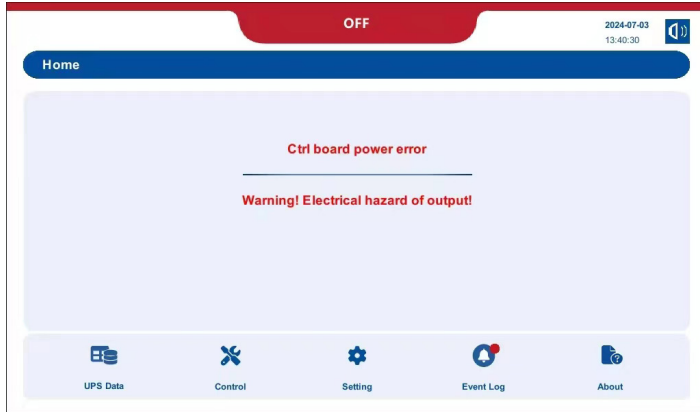 OFF
2024-07-03
13:40:30
Home
Ctrl board power error
Warning! Electrical hazard of output!
UPS Data
Control
Setting
Event Log
About